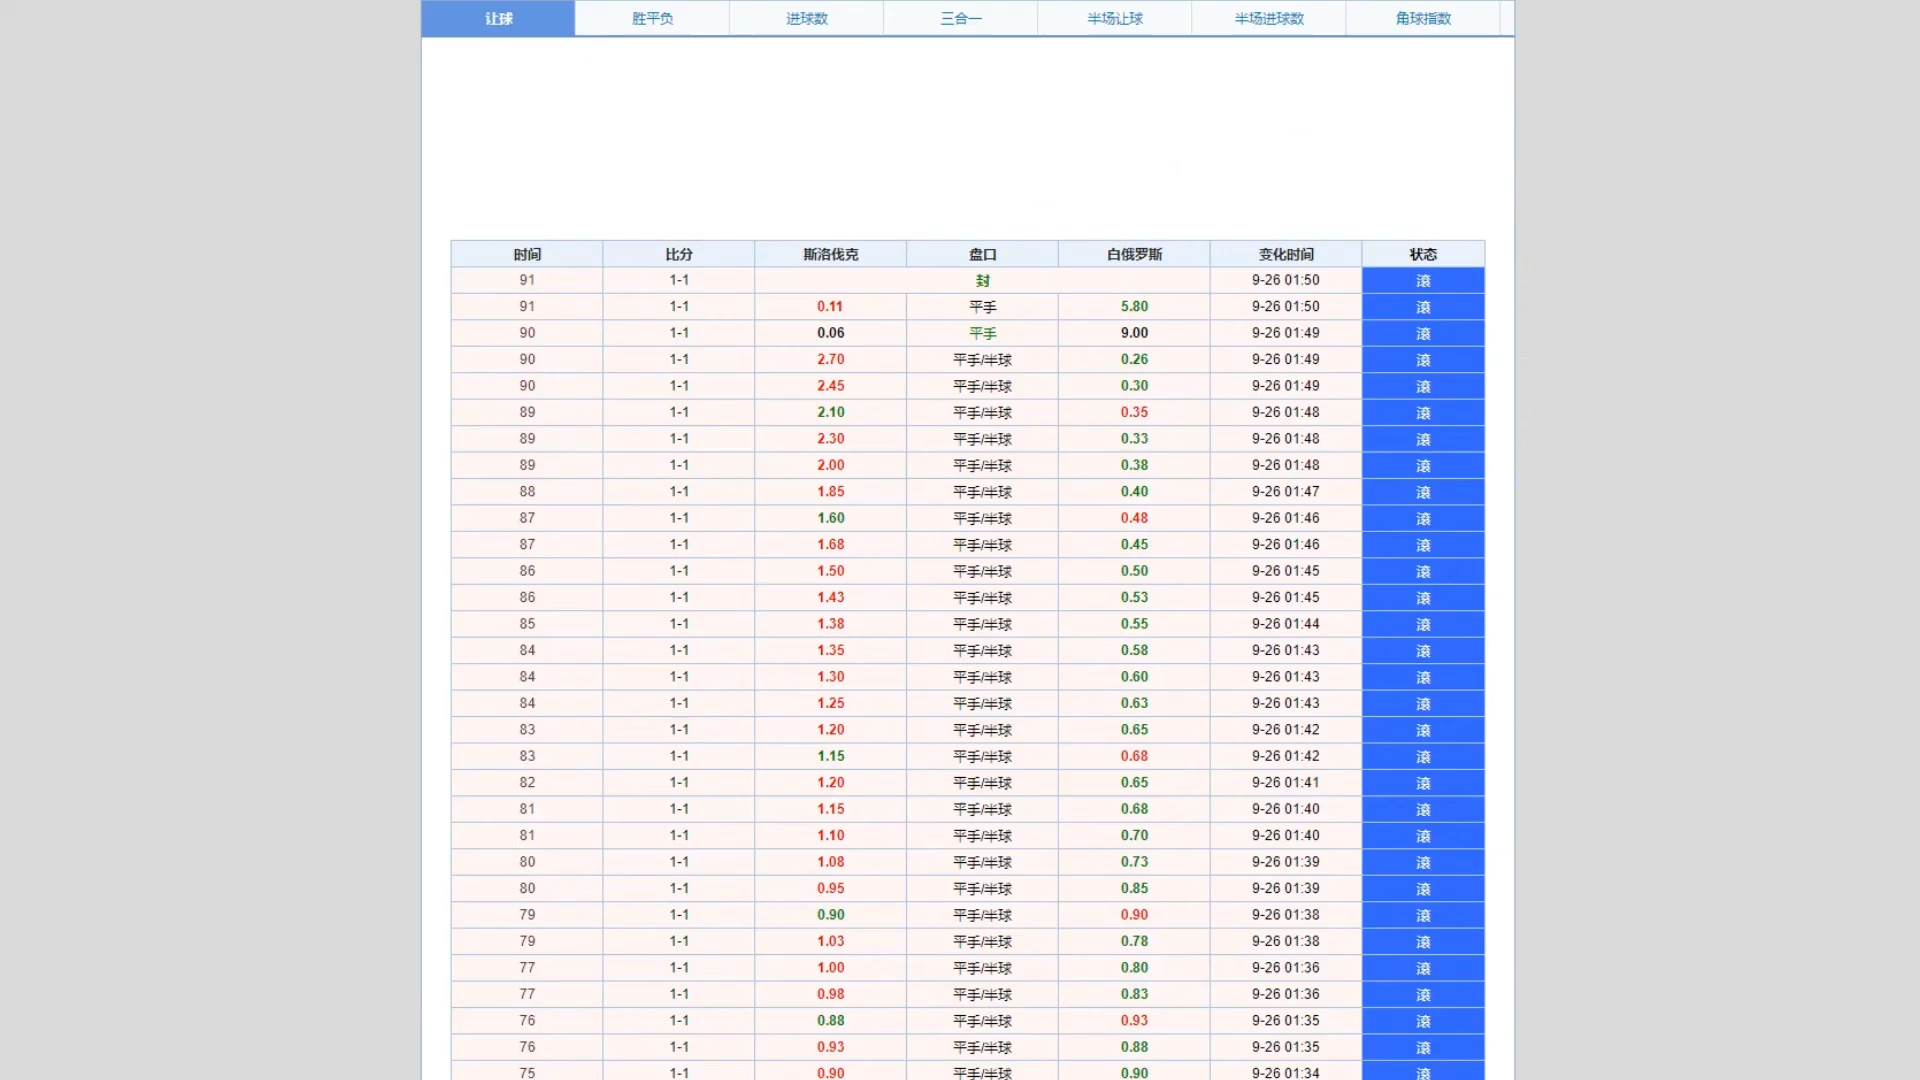 让球 胜平负 进球数 三合一 半场让球 半场进球数 角球指数
时间 比分 斯洛伐克 盘口 白俄罗斯 变化时间 状态
91 1-1 封 9-26 01:50 滚
91 1-1 0.11 平手 5.80 9-26 01:50 滚
90 1-1 0.06 平手 9.00 9-26 01:49 滚
90 1-1 2.70 平手/半球 0.26 9-26 01:49 滚
90 1-1 2.45 平手/半球 0.30 9-26 01:49 滚
89 1-1 2.10 平手/半球 0.35 9-26 01:48 滚
89 1-1 2.30 平手/半球 0.33 9-26 01:48 滚
89 1-1 2.00 平手/半球 0.38 9-26 01:48 滚
88 1-1 1.85 平手/半球 0.40 9-26 01:47 滚
87 1-1 1.60 平手/半球 0.48 9-26 01:46 滚
87 1-1 1.68 平手/半球 0.45 9-26 01:46 滚
86 1-1 1.50 平手/半球 0.50 9-26 01:45 滚
86 1-1 1.43 平手/半球 0.53 9-26 01:45 滚
85 1-1 1.38 平手/半球 0.55 9-26 01:44 滚
84 1-1 1.35 平手/半球 0.58 9-26 01:43 滚
84 1-1 1.30 平手/半球 0.60 9-26 01:43 滚
84 1-1 1.25 平手/半球 0.63 9-26 01:43 滚
83 1-1 1.20 平手/半球 0.65 9-26 01:42 滚
83 1-1 1.15 平手/半球 0.68 9-26 01:42 滚
82 1-1 1.20 平手/半球 0.65 9-26 01:41 滚
81 1-1 1.15 平手/半球 0.68 9-26 01:40 滚
81 1-1 1.10 平手/半球 0.70 9-26 01:40 滚
80 1-1 1.08 平手/半球 0.73 9-26 01:39 滚
80 1-1 0.95 平手/半球 0.85 9-26 01:39 滚
79 1-1 0.90 平手/半球 0.90 9-26 01:38 滚
79 1-1 1.03 平手/半球 0.78 9-26 01:38 滚
77 1-1 1.00 平手/半球 0.80 9-26 01:36 滚
77 1-1 0.98 平手/半球 0.83 9-26 01:36 滚
76 1-1 0.88 平手/半球 0.93 9-26 01:35 滚
76 1-1 0.93 平手/半球 0.88 9-26 01:35 滚
75 1-1 0.90 平手/半球 0.90 9-26 01:34 滚